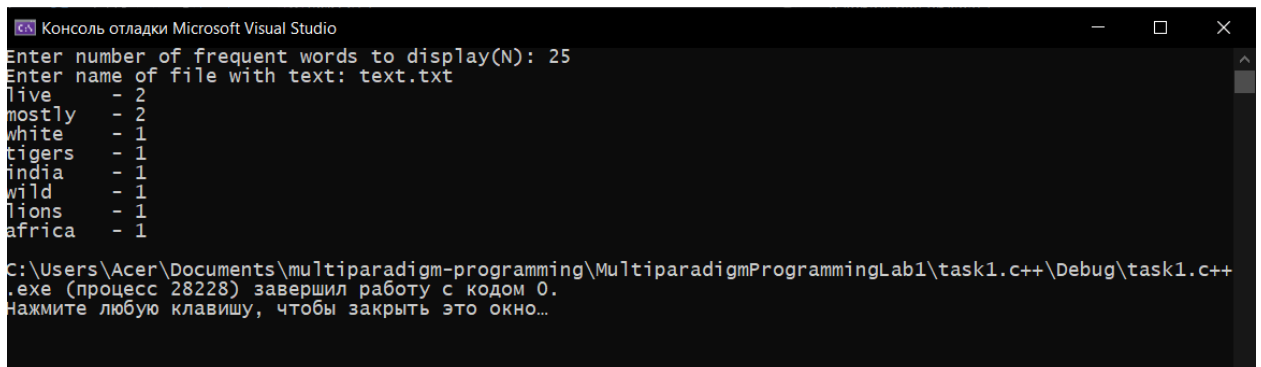 Консоль отладки Microsoft Visual Studio
Enter number of frequent words to display(N): 25
Enter name of file with text: text.txt
live     - 2
mostly   - 2
white    - 1
tigers   - 1
india    - 1
wild     - 1
lions    - 1
africa   - 1
C:\Users\Acer\Documents\multiparadigm-programming\MultiparadigmProgrammingLab1\task1.c++\Debug\task1.c++
.exe (процесс 28228) завершил работу с кодом 0.
Нажмите любую клавишу, чтобы закрыть это окно…